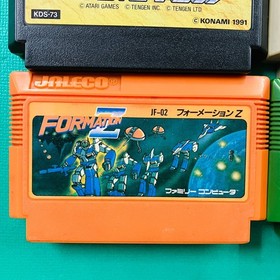 © ATARI GAMES © TENGEN INC. © TENGEN LTD.
KDS-73
© KONAMI 1991
JALECO
FORMATION Z
JF-02 フォーメーションZ
ファミリー コンピュータ